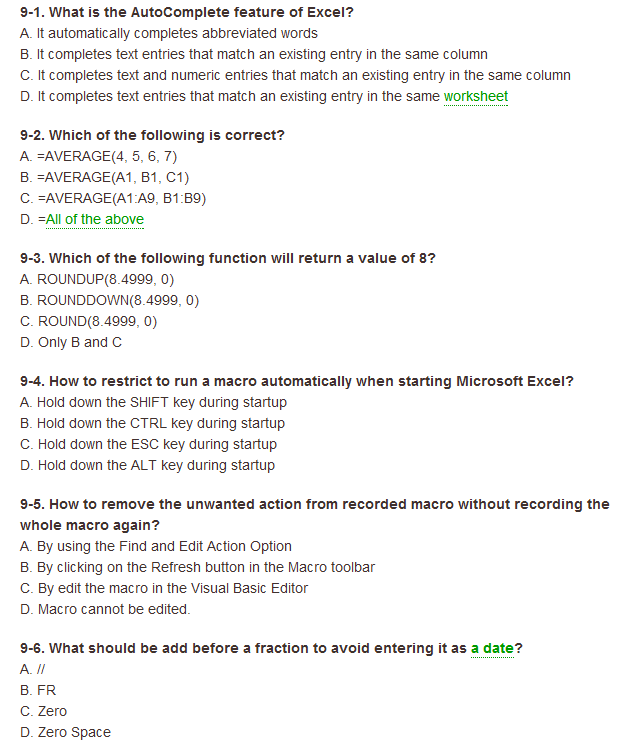 9-1. What is the AutoComplete feature of Excel?
A. It automatically completes abbreviated words
B. It completes text entries that match an existing entry in the same column
C. It completes text and numeric entries that match an existing entry in the same column
D. It completes text entries that match an existing entry in the same worksheet
9-2. Which of the following is correct?
A. =AVERAGE(4, 5, 6, 7)
B. =AVERAGE(A1, B1, C1)
C. =AVERAGE(A1:A9, B1:B9)
D. =All of the above
9-3. Which of the following function will return a value of 8?
A. ROUNDUP(8.4999, 0)
B. ROUNDDOWN(8.4999, 0)
C. ROUND(8.4999, 0)
D. Only B and C
9-4. How to restrict to run a macro automatically when starting Microsoft Excel?
A. Hold down the SHIFT key during startup
B. Hold down the CTRL key during startup
C. Hold down the ESC key during startup
D. Hold down the ALT key during startup
9-5. How to remove the unwanted action from recorded macro without recording the
whole macro again?
A. By using the Find and Edit Action Option
B. By clicking on the Refresh button in the Macro toolbar
C. By edit the macro in the Visual Basic Editor
D. Macro cannot be edited.
9-6. What should be add before a fraction to avoid entering it as a date?
A. //
B. FR
C. Zero
D. Zero Space